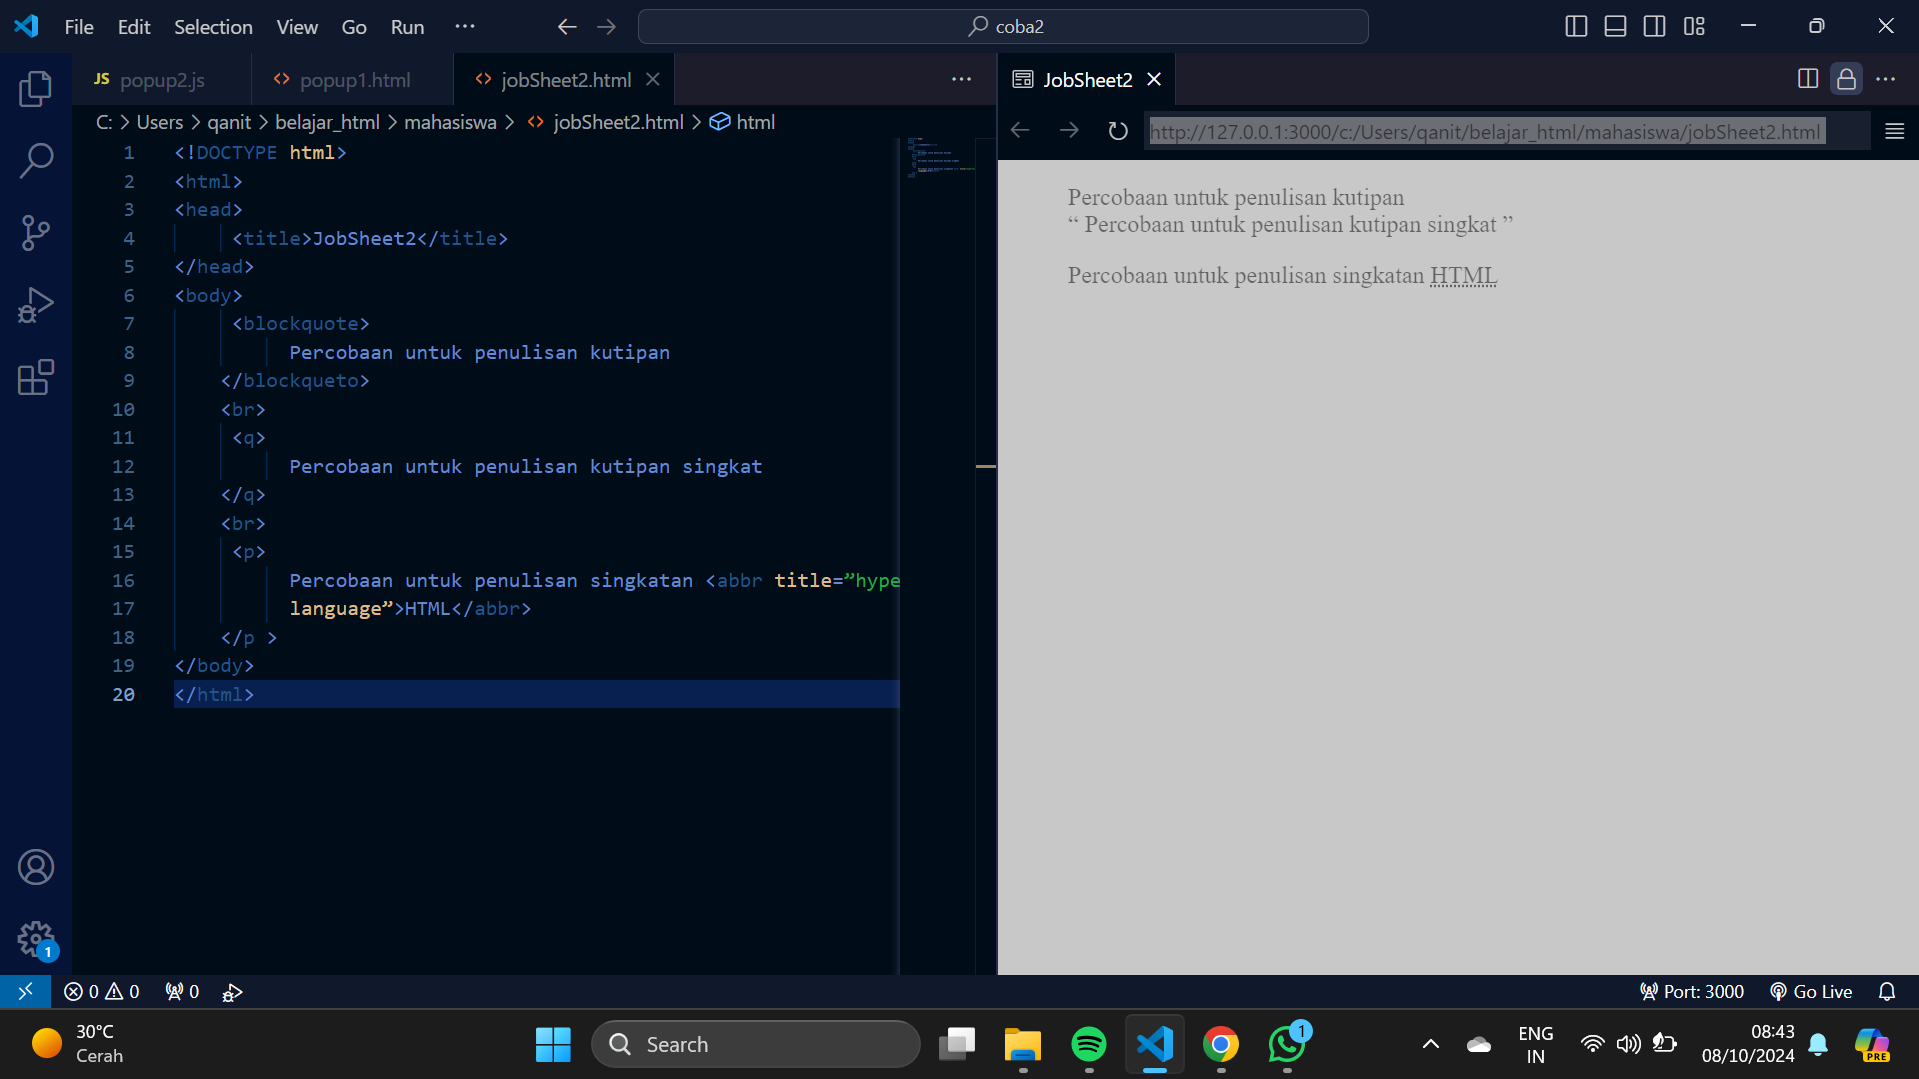 File Edit Selection View Go Run ···
coba2
JS popup2.js
<> popup1.html
<> jobSheet2.html
JobSheet2
C: > Users > qanit > belajar_html > mahasiswa > <> jobSheet2.html > html
http://127.0.0.1:3000/c:/Users/qanit/belajar_html/mahasiswa/jobSheet2.html
1 <!DOCTYPE html>
2 <html>
3 <head>
4 <title>JobSheet2</title>
5 </head>
6 <body>
7 <blockquote>
8 Percobaan untuk penulisan kutipan
9 </blockqueto>
10 <br>
11 <q>
12 Percobaan untuk penulisan kutipan singkat
13 </q>
14 <br>
15 <p>
16 Percobaan untuk penulisan singkatan <abbr title=”hype
17 language”>HTML</abbr>
18 </p >
19 </body>
20 </html>
Percobaan untuk penulisan kutipan
“ Percobaan untuk penulisan kutipan singkat ”
Percobaan untuk penulisan singkatan HTML
1
0 0 0
Port: 3000 Go Live
30°C
Cerah
Search
1
ENG
IN
08:43
08/10/2024
PRE